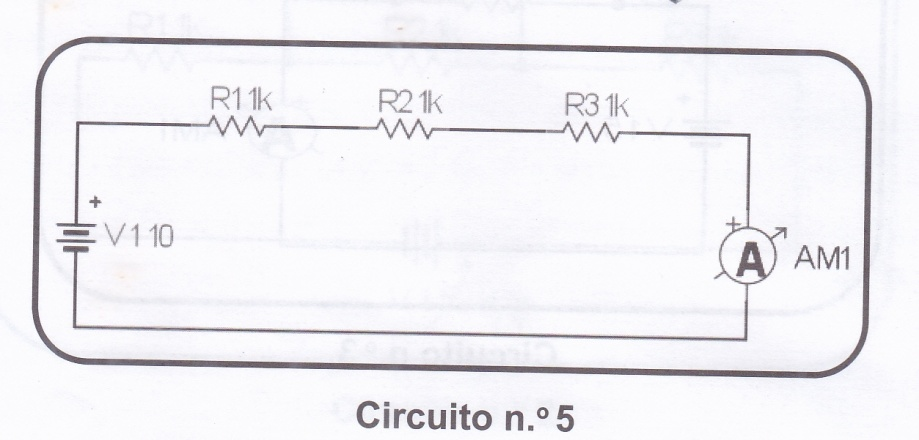 R1 1k R2 1k R3 1k
+
V1 10
+
A AM1
Circuito n.º 5